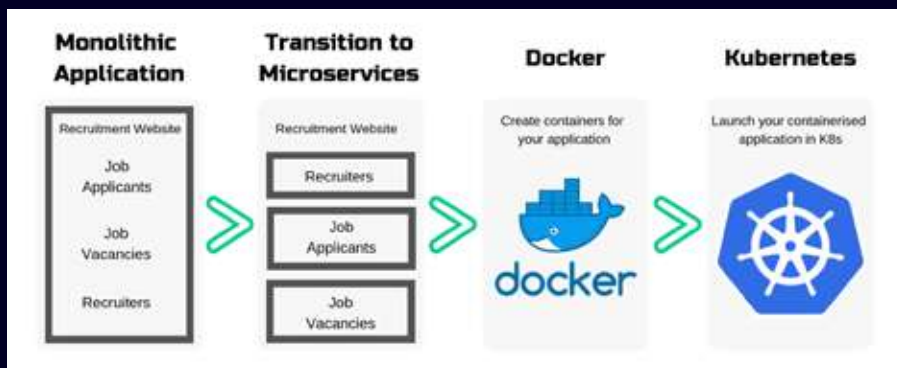 Monolithic
Application
Recruitment Website
Job
Applicants
Job
Vacancies
Recruiters
Transition to
Microservices
Recruitment Website
Recruiters
Job
Applicants
Job
Vacancies
Docker
Create containers for
your application
docker
Kubernetes
Launch your containerised
application in K8s